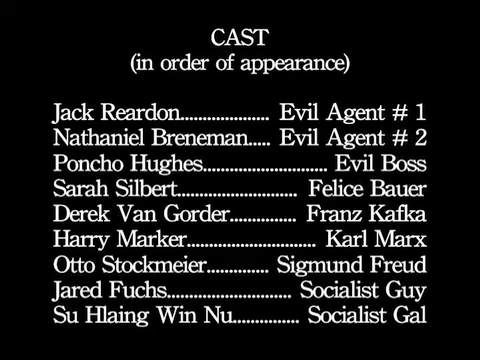 CAST
(in order of appearance)
Jack Reardon..................... Evil Agent # 1
Nathaniel Breneman..... Evil Agent # 2
Poncho Hughes............................ Evil Boss
Sarah Silbert........................... Felice Bauer
Derek Van Gorder............... Franz Kafka
Harry Marker............................. Karl Marx
Otto Stockmeier.............. Sigmund Freud
Jared Fuchs............................ Socialist Guy
Su Hlaing Win Nu............... Socialist Gal